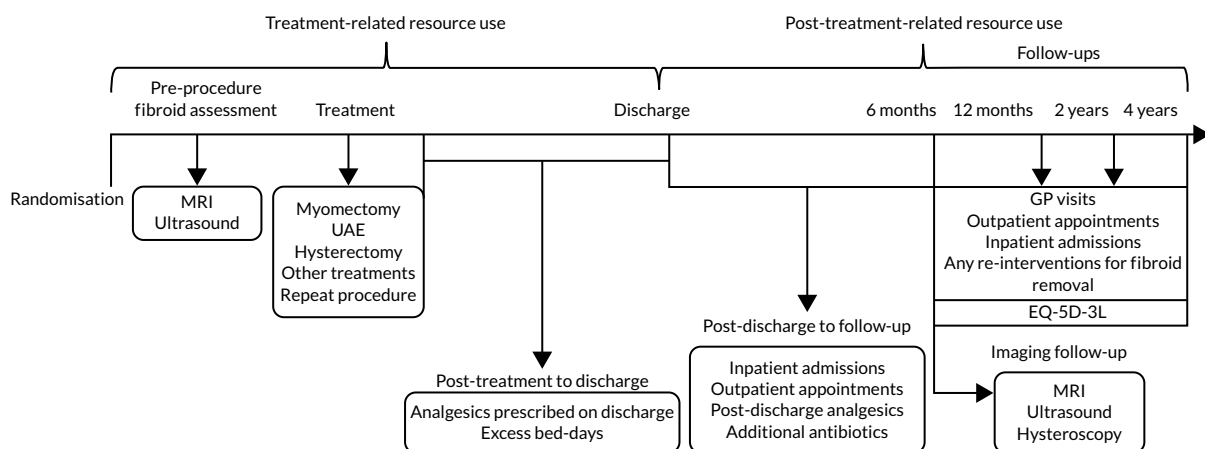 Treatment-related resource use
Post-treatment-related resource use
Follow-ups
Pre-procedure
fibroid assessment
Treatment
Discharge
6 months
12 months
2 years
4 years
Randomisation
MRI
Ultrasound
Myomectomy
UAE
Hysterectomy
Other treatments
Repeat procedure
GP visits
Outpatient appointments
Inpatient admissions
Any re-interventions for fibroid
removal
EQ-5D-3L
Post-treatment to discharge
Analgesics prescribed on discharge
Excess bed-days
Post-discharge to follow-up
Inpatient admissions
Outpatient appointments
Post-discharge analgesics
Additional antibiotics
Imaging follow-up
MRI
Ultrasound
Hysteroscopy